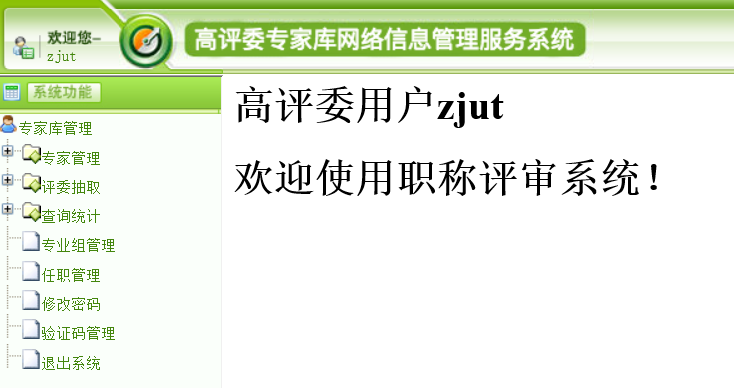 欢迎您–
zjut
高评委专家库网络信息管理服务系统
系统功能
专家库管理
专家管理
评委抽取
查询统计
专业组管理
任职管理
修改密码
验证码管理
退出系统
高评委用户zjut
欢迎使用职称评审系统！